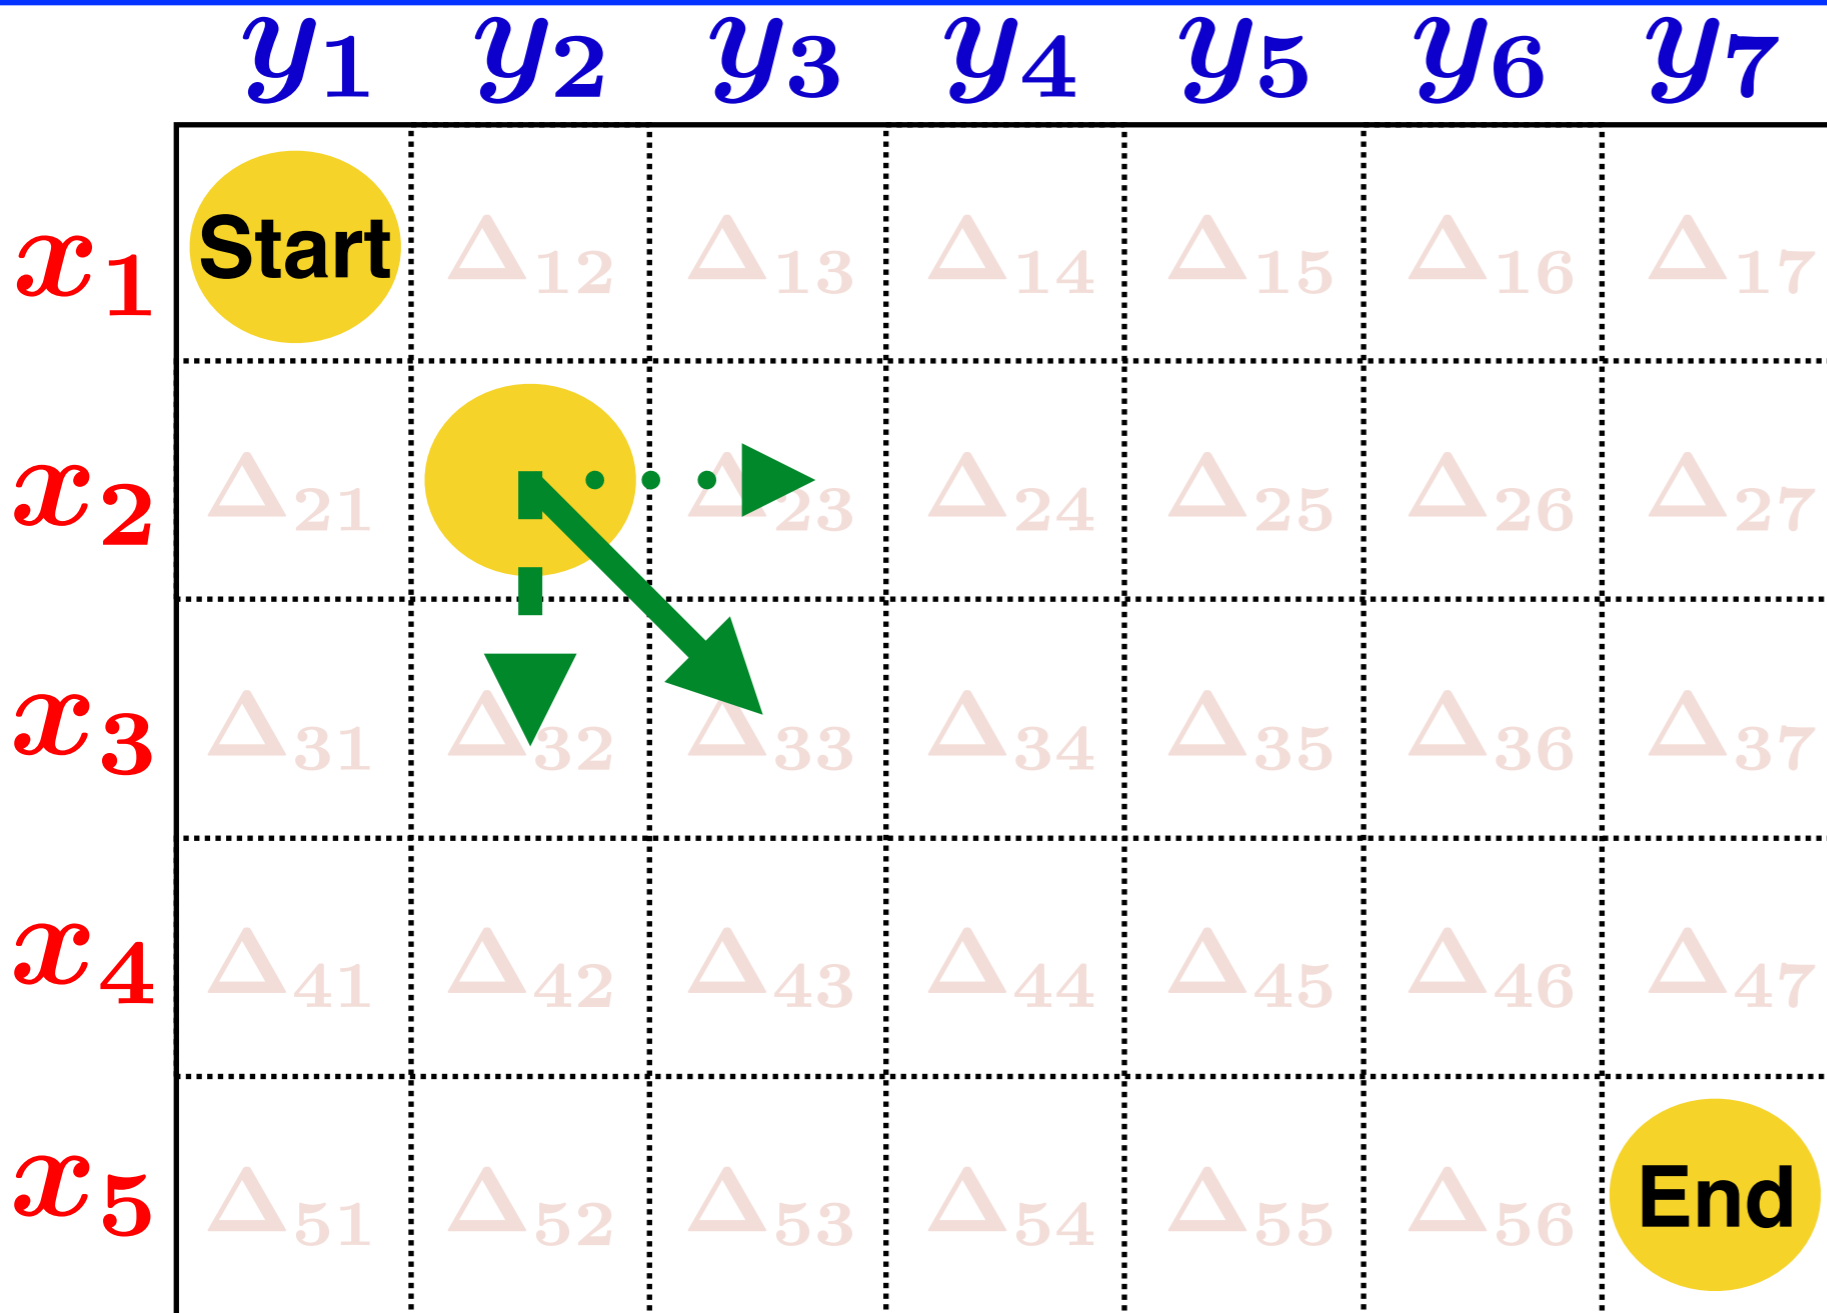 y₁ y₂ y₃ y₄ y₅ y₆ y₇
x₁ Start Δ₁₂ Δ₁₃ Δ₁₄ Δ₁₅ Δ₁₆ Δ₁₇
x₂ Δ₂₁ Δ₂₃ Δ₂₄ Δ₂₅ Δ₂₆ Δ₂₇
x₃ Δ₃₁ Δ₃₂ Δ₃₃ Δ₃₄ Δ₃₅ Δ₃₆ Δ₃₇
x₄ Δ₄₁ Δ₄₂ Δ₄₃ Δ₄₄ Δ₄₅ Δ₄₆ Δ₄₇
x₅ Δ₅₁ Δ₅₂ Δ₅₃ Δ₅₄ Δ₅₅ Δ₅₆ End